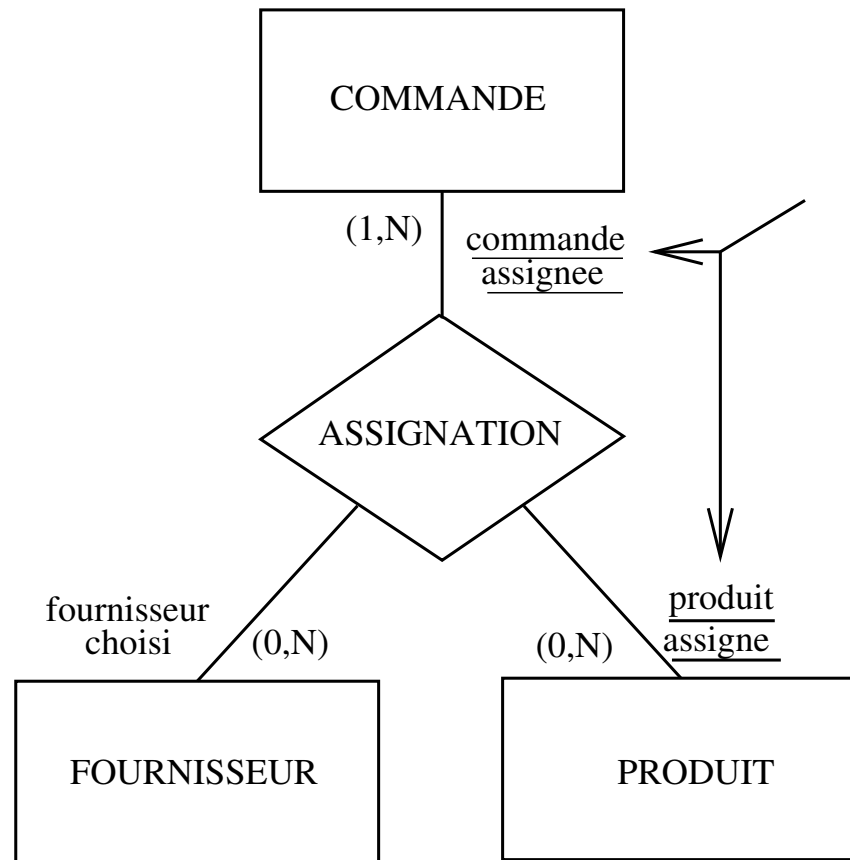 COMMANDE
(1,N)
commande
assignee
ASSIGNATION
fournisseur
choisi
(0,N)
(0,N)
produit
assigne
FOURNISSEUR
PRODUIT